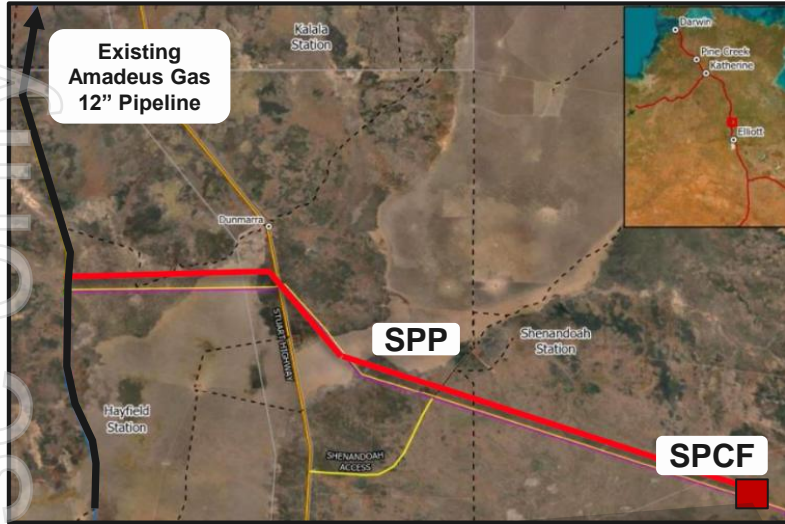 Existing
Amadeus Gas
12” Pipeline
Kalala
Station
Darwin
Pine Creek
Katherine
Elliott
Dunmarra
STUART HIGHWAY
SPP
Shenandoah
Station
Hayfield
Station
SHENANDOAH
ACCESS
SPCF